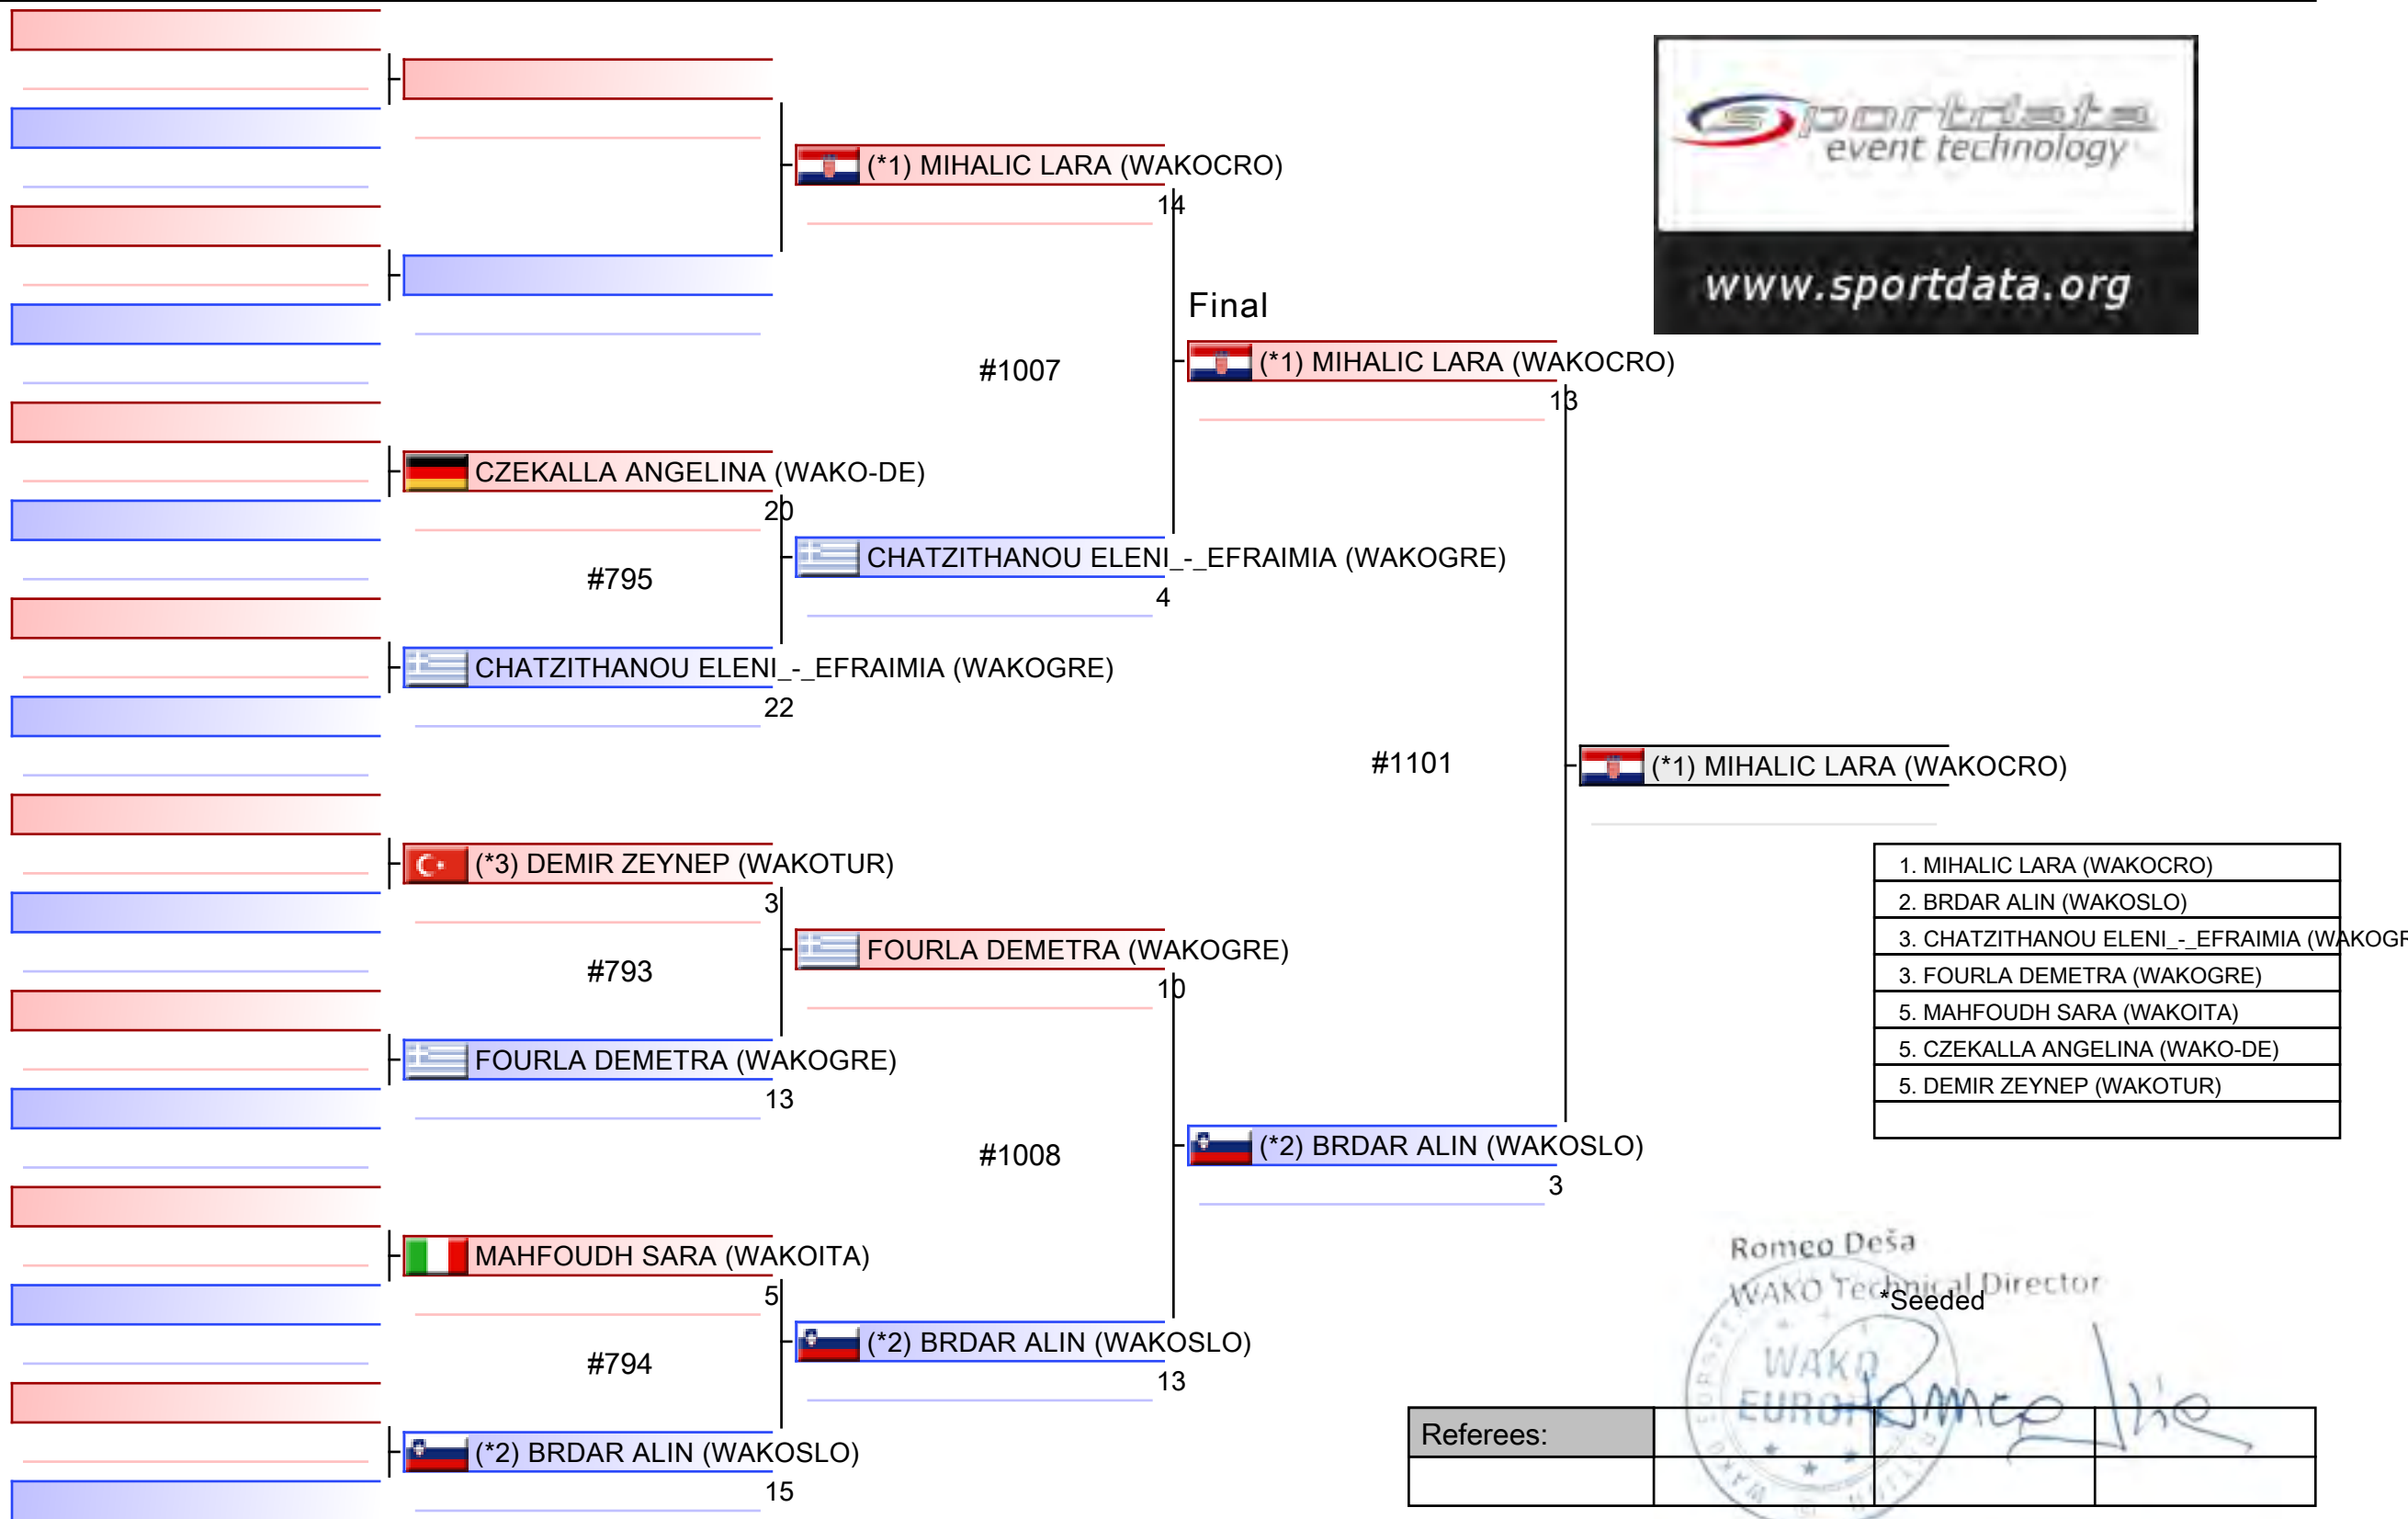 sportdata
event technology
www.sportdata.org
(*1) MIHALIC LARA (WAKOCRO)
14
Final
#1007
(*1) MIHALIC LARA (WAKOCRO)
13
CZEKALLA ANGELINA (WAKO-DE)
20
#795
CHATZITHANOU ELENI_-_EFRAIMIA (WAKOGRE)
4
CHATZITHANOU ELENI_-_EFRAIMIA (WAKOGRE)
22
#1101
(*1) MIHALIC LARA (WAKOCRO)
(*3) DEMIR ZEYNEP (WAKOTUR)
3
#793
FOURLA DEMETRA (WAKOGRE)
10
FOURLA DEMETRA (WAKOGRE)
13
#1008
(*2) BRDAR ALIN (WAKOSLO)
3
MAHFOUDH SARA (WAKOITA)
5
#794
(*2) BRDAR ALIN (WAKOSLO)
13
(*2) BRDAR ALIN (WAKOSLO)
15
1. MIHALIC LARA (WAKOCRO)
2. BRDAR ALIN (WAKOSLO)
3. CHATZITHANOU ELENI_-_EFRAIMIA (WAKOGR
3. FOURLA DEMETRA (WAKOGRE)
5. MAHFOUDH SARA (WAKOITA)
5. CZEKALLA ANGELINA (WAKO-DE)
5. DEMIR ZEYNEP (WAKOTUR)
Romeo Deša
WAKO Technical Director
*Seeded
WAKO
EUROPE
Referees: